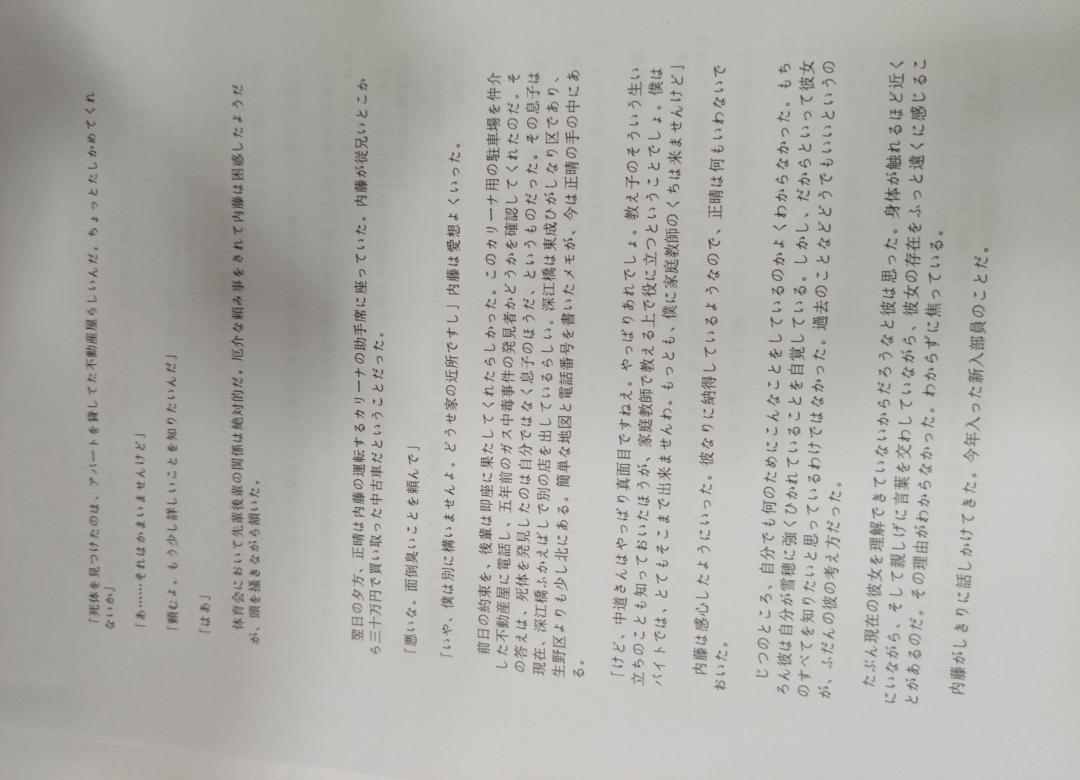 「死体を見つけたのは、アパートを貸してた不動産屋らしいんだ。ちょっとたしかめてくれ
ないか」
「あ……それはかまいませんけど」
「頼むよ。もう少し詳しいことを知りたいんだ」
「はあ」
体育会において先輩後輩の関係は絶対的だ。厄介な頼み事をされて内藤は困惑したようだ
が、頭を掻きながら頷いた。
翌日の夕方、正晴は内藤の運転するカリーナの助手席に座っていた。内藤が従兄いとこか
ら三十万円で買い取った中古車だということだった。
「悪いな。面倒臭いことを頼んで」
「いや、僕は別に構いませんよ。どうせ家の近所ですし」内藤は愛想よくいった。
前日の約束を、後輩は即座に果たしてくれたらしかった。このカリーナ用の駐車場を仲介
した不動産屋に電話し、五年前のガス中毒事件の発見者かどうかを確認してくれたのだ。そ
の答えは、死体を発見したのは自分ではなく息子のほうだ、というものだった。その息子は
現在、深江橋ふかえばしで別の店を出しているらしい。深江橋は東成ひがしなり区であり、
生野区よりも少し北にある。簡単な地図と電話番号を書いたメモが、今は正晴の手の中にあ
る。
「けど、中道さんはやっぱり真面目ですねえ。やっぱりあれでしょ。教え子のそういう生い
立ちのことも知っておいたほうが、家庭教師で教える上で役に立つということでしょ。僕は
バイトでは、とてもそこまで出来ませんわ。もっとも、僕に家庭教師のくちは来ませんけど」
内藤は感心したようにいった。彼なりに納得しているようなので、正晴は何もいわないで
おいた。
じつのところ、自分でも何のためにこんなことをしているのかよくわからなかった。もち
ろん彼は自分が雪穂に強くひかれていることを自覚している。しかし、だからといって彼女
のすべてを知りたいと思っているわけではなかった。過去のことなどどうでもいいというの
が、ふだんの彼の考え方だった。
たぶん現在の彼女を理解できていないからだろうなと彼は思った。身体が触れるほど近く
にいながら、そして親しげに言葉を交わしていながら、彼女の存在をふっと遠くに感じるこ
とがあるのだ。その理由がわからなかった。わからずに焦っている。
内藤がしきりに話しかけてきた。今年入った新入部員のことだ。